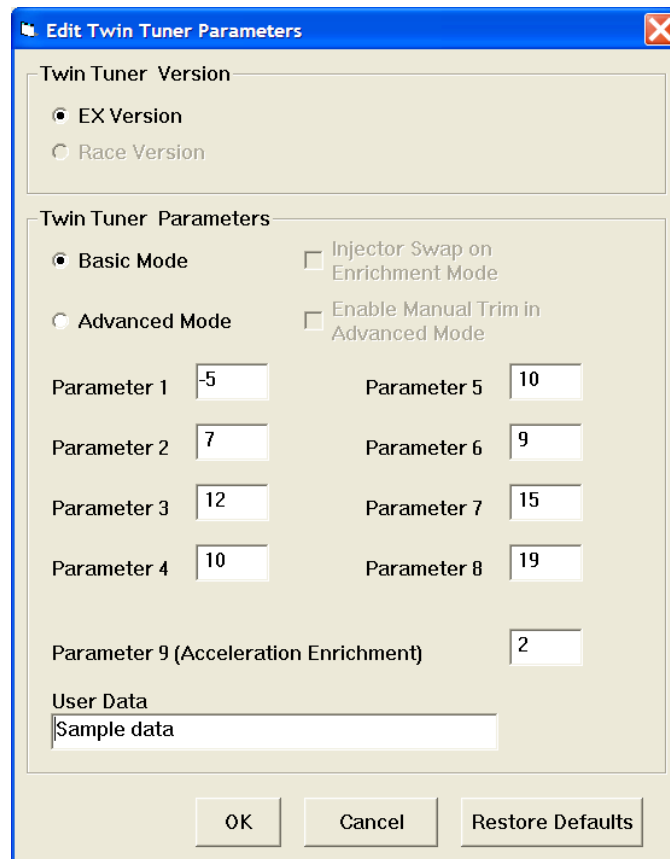 Edit Twin Tuner Parameters
Twin Tuner Version
EX Version
Race Version
Twin Tuner Parameters
Basic Mode
Injector Swap on
Enrichment Mode
Advanced Mode
Enable Manual Trim in
Advanced Mode
Parameter 1 -5 Parameter 5 10
Parameter 2 7 Parameter 6 9
Parameter 3 12 Parameter 7 15
Parameter 4 10 Parameter 8 19
Parameter 9 (Acceleration Enrichment) 2
User Data
Sample data
OK Cancel Restore Defaults